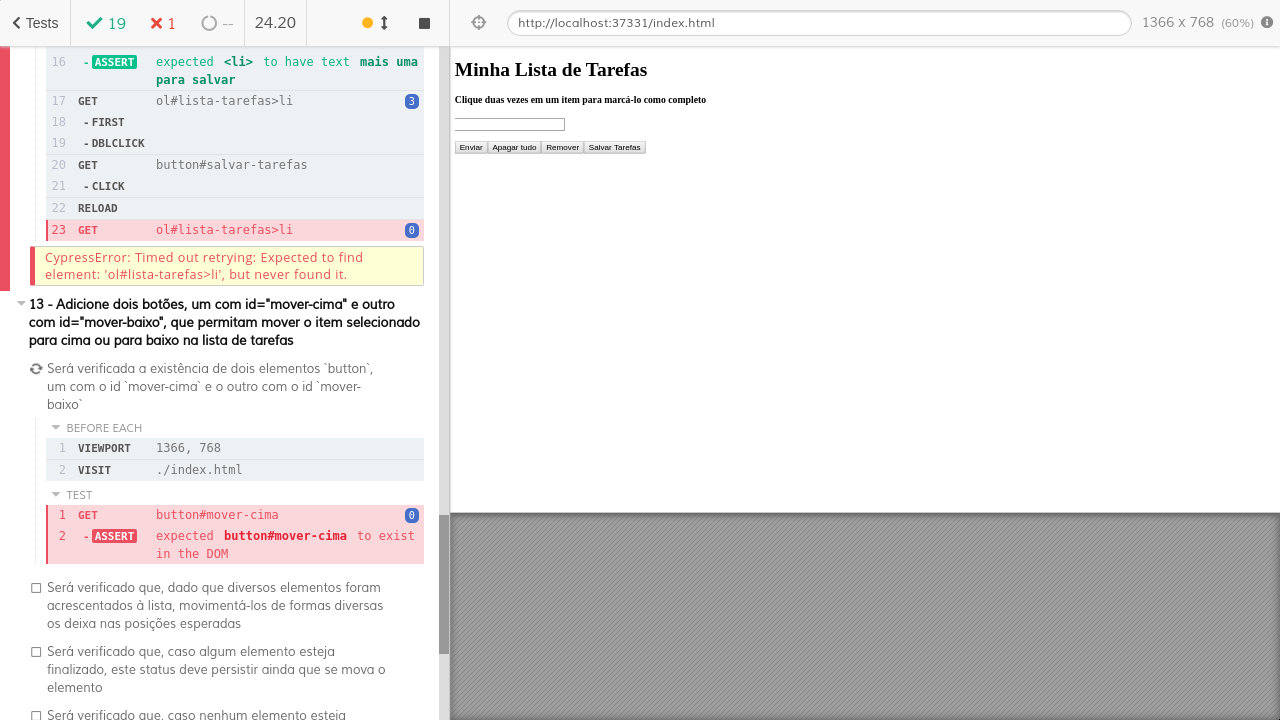 Tests 19 1 -- 24.20
http://localhost:37331/index.html 1366 x 768 (60%)
16 - ASSERT expected <li> to have text mais uma
para salvar
17 GET ol#lista-tarefas>li 3
18 - FIRST
19 - DBLCLICK
20 GET button#salvar-tarefas
21 - CLICK
22 RELOAD
23 GET ol#lista-tarefas>li 0
CypressError: Timed out retrying: Expected to find
element: 'ol#lista-tarefas>li', but never found it.
13 - Adicione dois botões, um com id="mover-cima" e outro
com id="mover-baixo", que permitam mover o item selecionado
para cima ou para baixo na lista de tarefas
Será verificada a existência de dois elementos `button`,
um com o id `mover-cima` e o outro com o id `mover-
baixo`
BEFORE EACH
1 VIEWPORT 1366, 768
2 VISIT ./index.html
TEST
1 GET button#mover-cima 0
2 - ASSERT expected button#mover-cima to exist
in the DOM
Será verificado que, dado que diversos elementos foram
acrescentados à lista, movimentá-los de formas diversas
os deixa nas posições esperadas
Será verificado que, caso algum elemento esteja
finalizado, este status deve persistir ainda que se mova o
elemento
Será verificado que, caso nenhum elemento esteja
Minha Lista de Tarefas
Clique duas vezes em um item para marcá-lo como completo
Enviar Apagar tudo Remover Salvar Tarefas